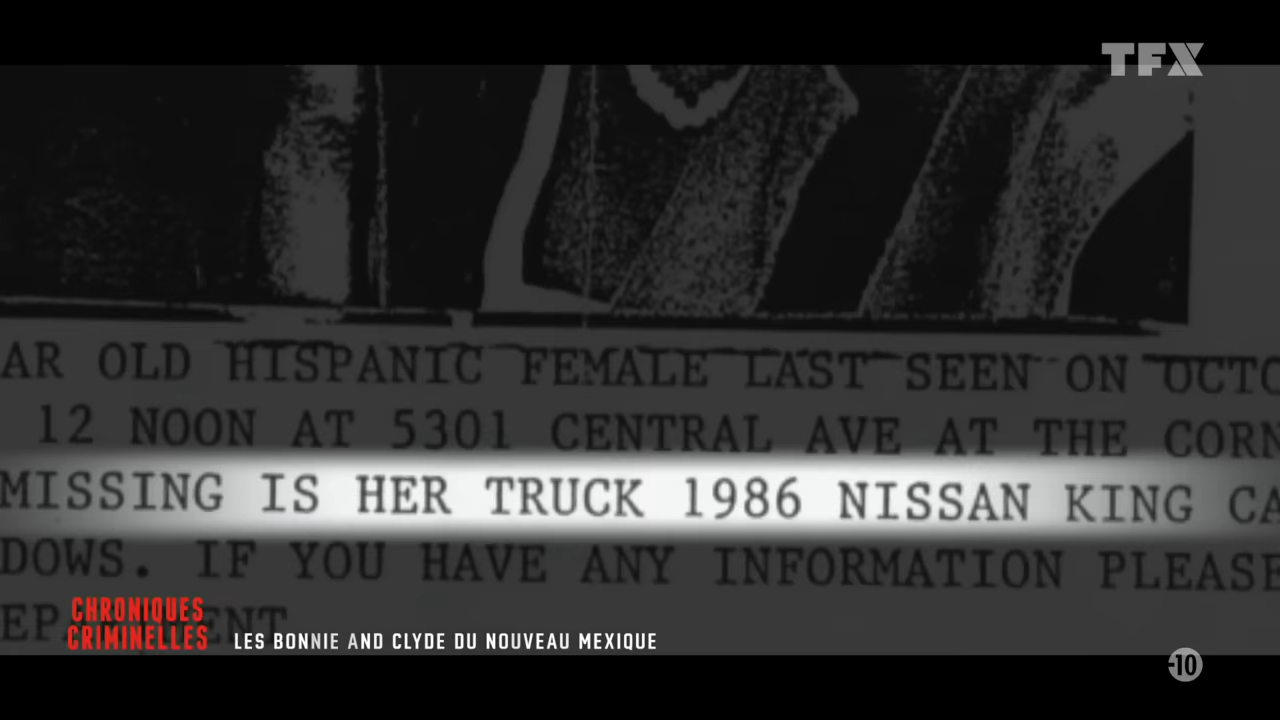 TFX
AR OLD HISPANIC FEMALE LAST SEEN ON OCTO
12 NOON AT 5301 CENTRAL AVE AT THE CORN
MISSING IS HER TRUCK 1986 NISSAN KING CA
DOWS. IF YOU HAVE ANY INFORMATION PLEASE
CHRONIQUES
CRIMINELLES
LES BONNIE AND CLYDE DU NOUVEAU MEXIQUE
-10